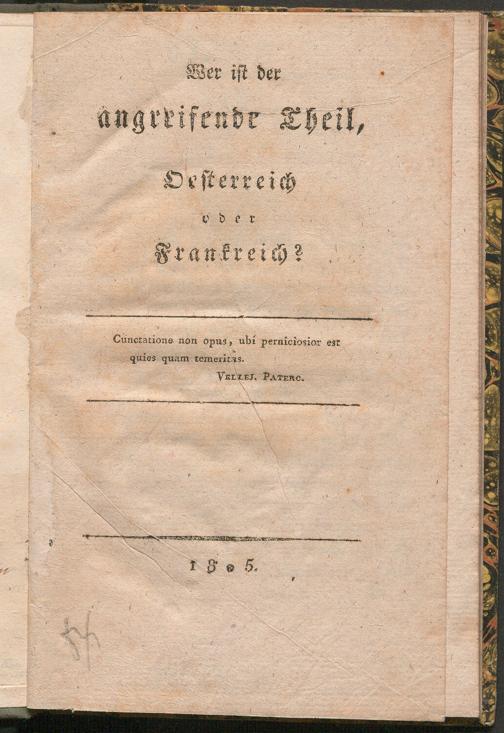 Wer ist der
angreifende Theil,
Oesterreich
oder
Frankreich?
Cunctatione non opus, ubi perniciosior est
quies quam temeritas.
VELLEJ. PATERC.
1805.